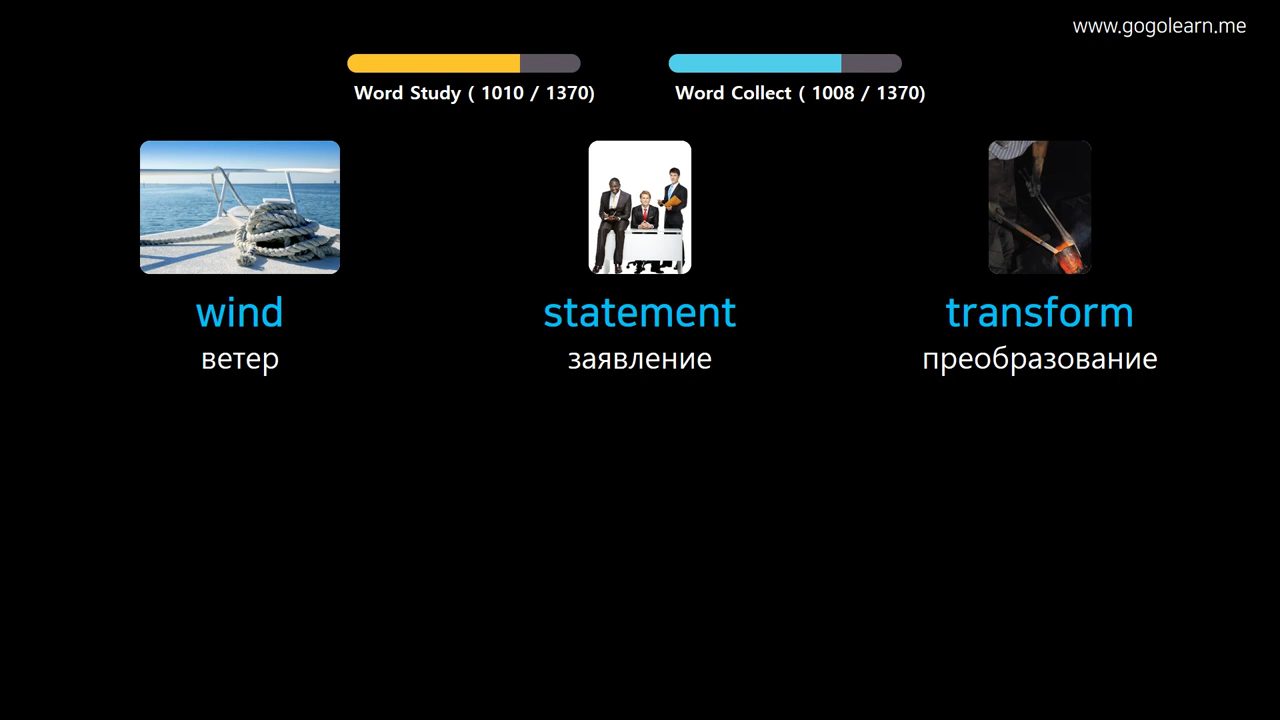 www.gogolearn.me
Word Study ( 1010 / 1370)
Word Collect ( 1008 / 1370)
wind
statement
transform
ветер
заявление
преобразование